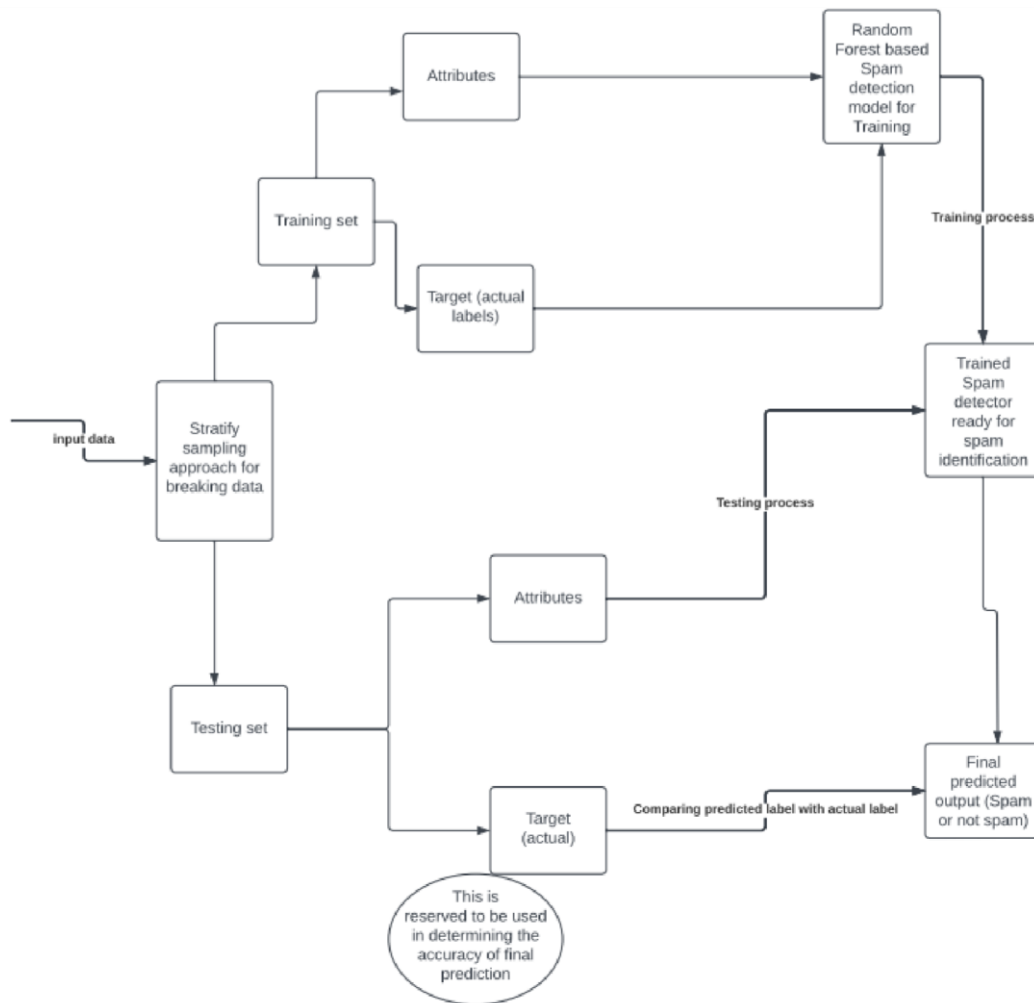 Random
Forest based
Spam
detection
model for
Training
Attributes
Training set
Training process
Target (actual
labels)
Trained
Spam
detector
ready for
spam
identification
input data
Stratify
sampling
approach for
breaking data
Testing process
Attributes
Testing set
Final
predicted
output (Spam
or not spam)
Comparing predicted label with actual label
Target
(actual)
This is
reserved to be used
in determining the
accuracy of final
prediction